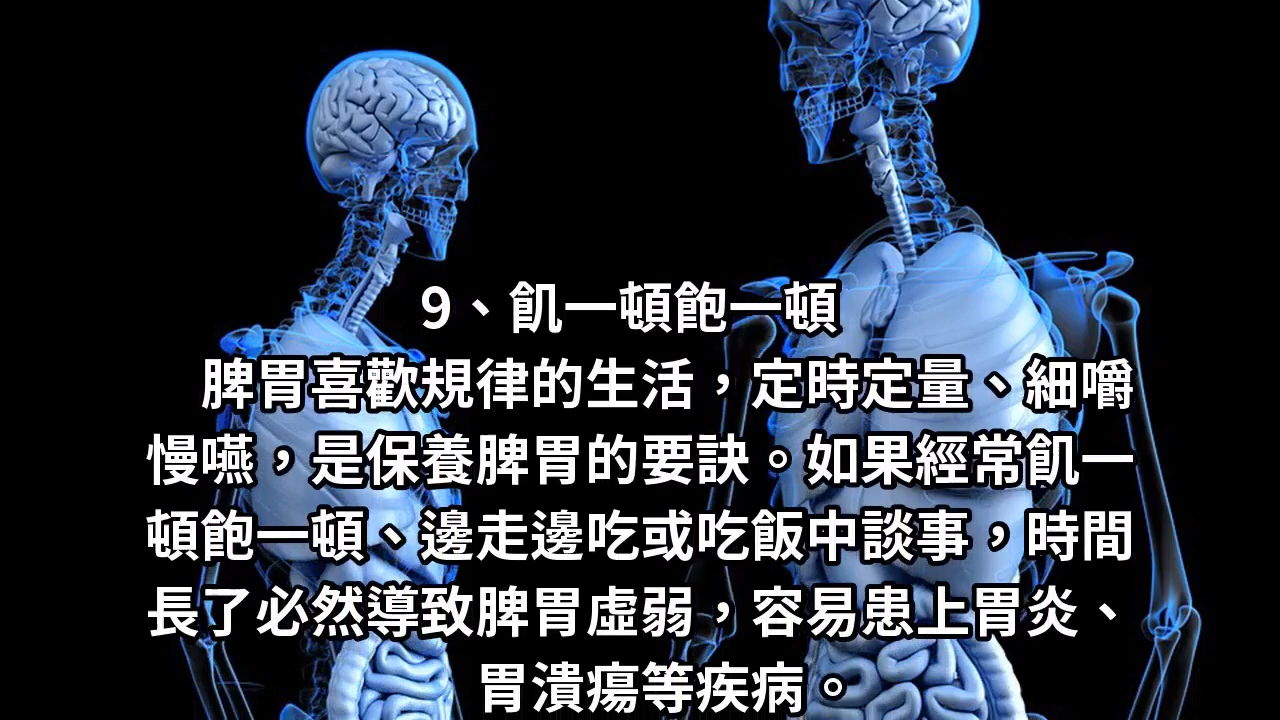 9、飢一頓飽一頓
脾胃喜歡規律的生活，定時定量、細嚼
慢嚥，是保養脾胃的要訣。如果經常飢一
頓飽一頓、邊走邊吃或吃飯中談事，時間
長了必然導致脾胃虛弱，容易患上胃炎、
胃潰瘍等疾病。